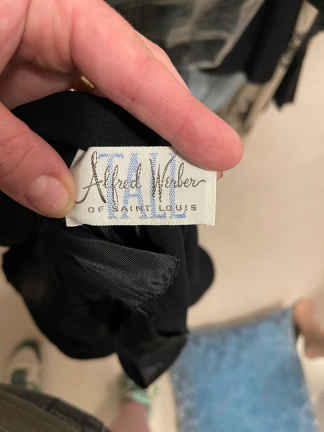 Alfred Werber
TALL
OF SAINT LOUIS